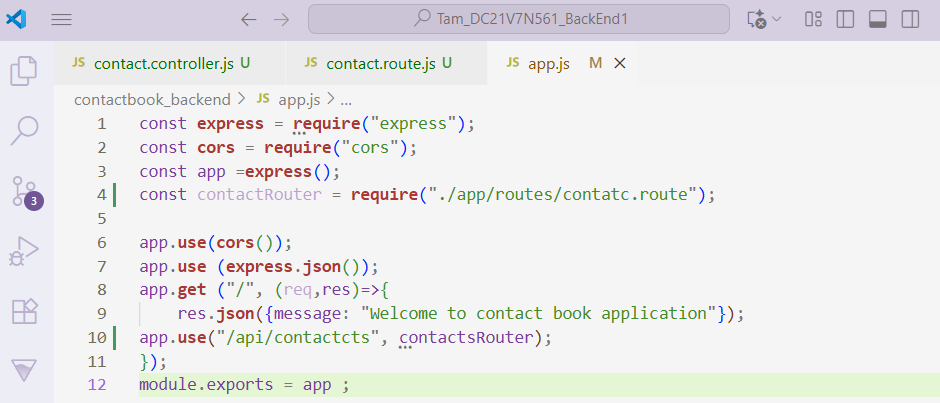 Tam_DC21V7N561_BackEnd1
JS contact.controller.js U
JS contact.route.js U
JS app.js M
contactbook_backend > JS app.js > ...
1 const express = require("express");
2 const cors = require("cors");
3 const app =express();
4 const contactRouter = require("./app/routes/contatc.route");
5
6 app.use(cors());
7 app.use (express.json());
8 app.get ("/", (req,res)=>{
9 res.json({message: "Welcome to contact book application"});
10 app.use("/api/contactcts", contactsRouter);
11 });
12 module.exports = app ;
3